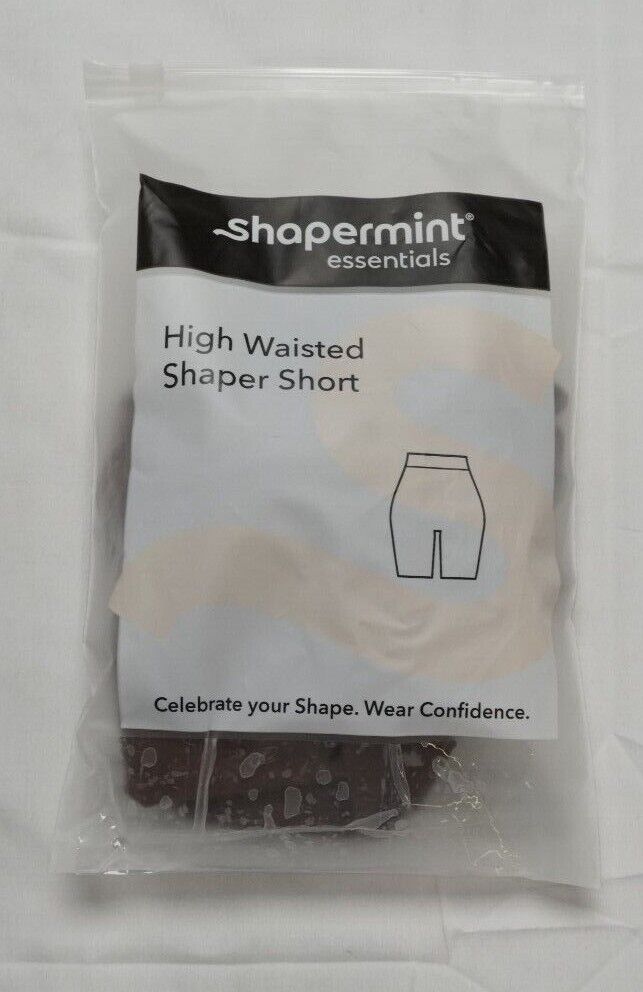 shapermint®
essentials
High Waisted
Shaper Short
Celebrate your Shape. Wear Confidence.